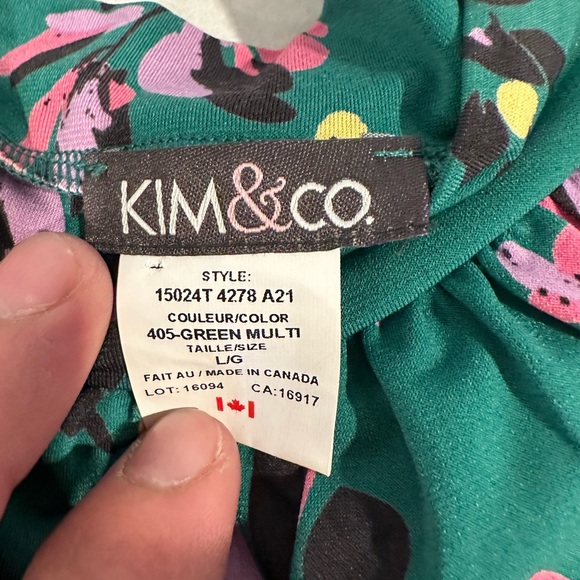 KIM&CO.
STYLE:
15024T 4278 A21
COULEUR/COLOR
405-GREEN MULTI
TAILLE/SIZE
L/G
FAIT AU / MADE IN CANADA
LOT: 16094 CA:16917